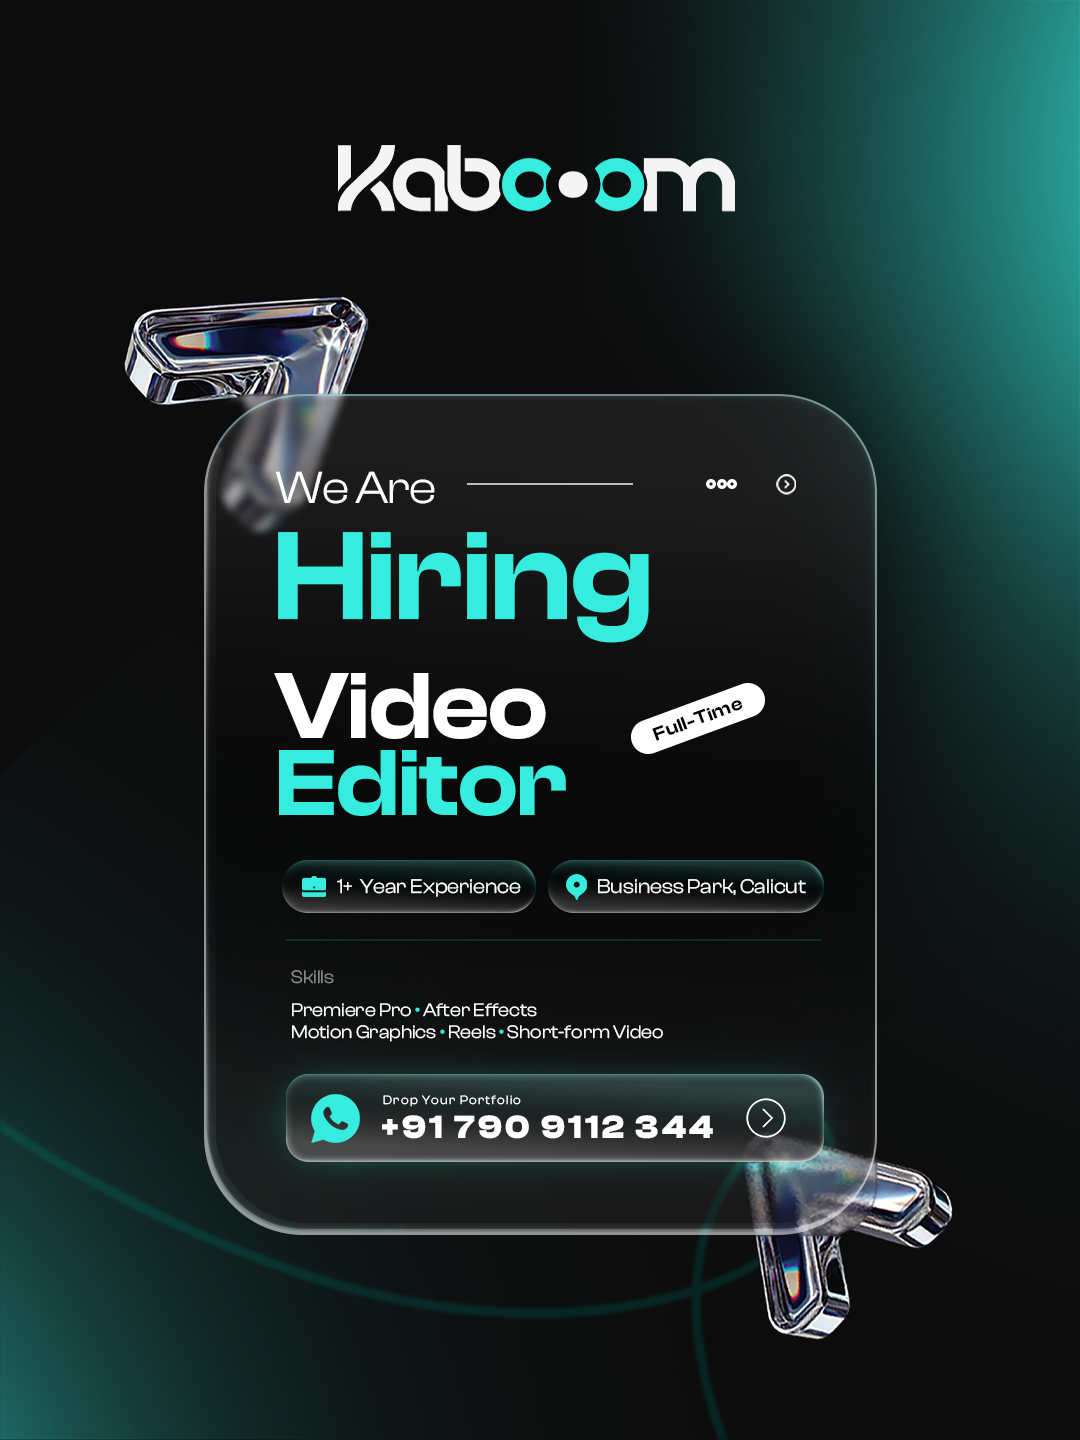 Kaboom
We Are
Hiring
Video
Editor
Full-Time
1+ Year Experience
Business Park, Calicut
Skills
Premiere Pro • After Effects
Motion Graphics • Reels • Short-form Video
Drop Your Portfolio
+91 790 9112 344